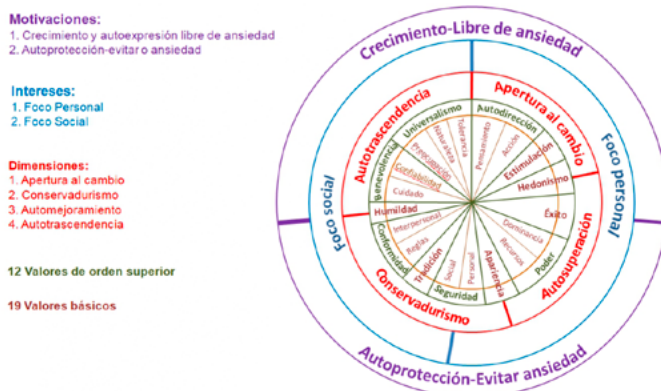 Motivaciones:
1. Crecimiento y autoexpresión libre de ansiedad
2. Autoprotección-evitar o ansiedad
Intereses:
1. Foco Personal
2. Foco Social
Dimensiones:
1. Apertura al cambio
2. Conservadurismo
3. Automejoramiento
4. Autotrascendencia
12 Valores de orden superior
19 Valores básicos
Crecimiento-Libre de ansiedad
Foco personal
Autoprotección-Evitar ansiedad
Foco social
Autotrascendencia
Apertura al cambio
Autosuperación
Conservadurismo
Universalismo
Autodirección
Estimulación
Hedonismo
Éxito
Poder
Apariencia
Seguridad
Tradición
Conformidad
Humildad
Benevolencia
Tolerancia
Naturaleza
Preocupación
Confiabilidad
Cuidado
Pensamiento
Acción
Dominancia
Recursos
Personal
Social
Reglas
Interpersonal